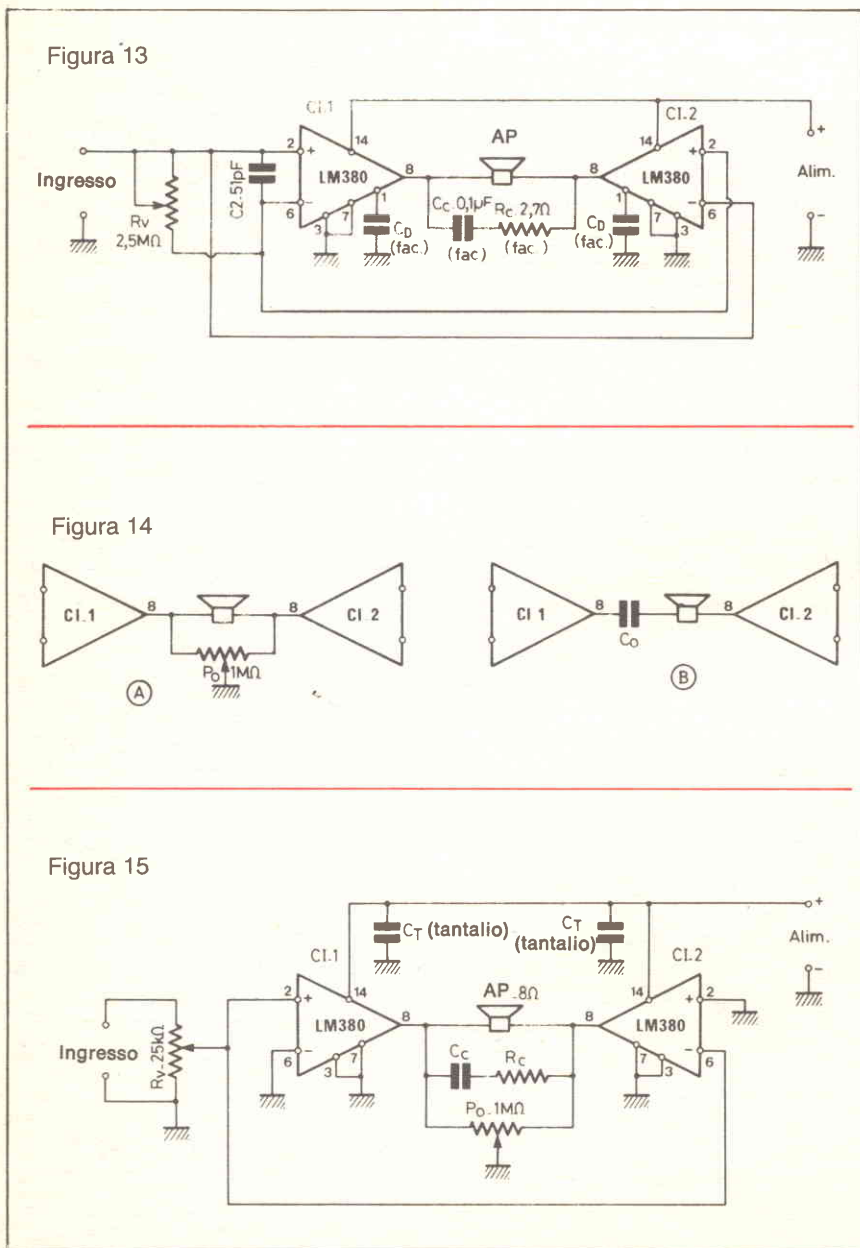 Figura 13
CI.1
CI.2
AP
2
+
14
14
+
2
+
Ingresso
C2-51pF
LM380
8
8
LM380
Alim.
-
6
1
7
3
CC-0,1µF
RC-2,7Ω
1
7
3
-
6
-
RV
2,5MΩ
CD
(fac.)
(fac)
(fac)
CD
(fac.)
Figura 14
CI.1
8
8
CI.2
PO-1MΩ
A
CI 1
8
CO
8
CI.2
B
Figura 15
CT (tantalio)
CT
(tantalio)
+
CI.1
CI.2
Alim.
-
2
+
14
AP-8Ω
14
+
2
Ingresso
RV-25kΩ
LM380
8
8
LM380
6
-
3
7
CC
RC
7
3
-
6
PO-1MΩ